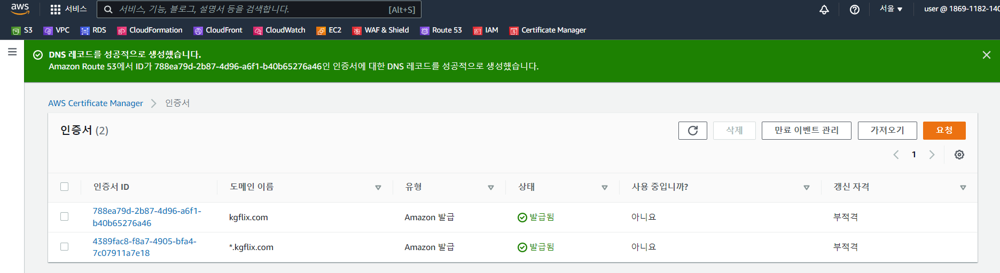 aws
서비스
서비스, 기능, 블로그, 설명서 등을 검색합니다.
[Alt+S]
서울
user @ 1869-1182-140
S3
VPC
RDS
CloudFormation
CloudFront
CloudWatch
EC2
WAF & Shield
Route 53
IAM
Certificate Manager
DNS 레코드를 성공적으로 생성했습니다.
Amazon Route 53에서 ID가 788ea79d-2b87-4d96-a6f1-b40b65276a46인 인증서에 대한 DNS 레코드를 성공적으로 생성했습니다.
AWS Certificate Manager
인증서
인증서 (2)
삭제
만료 이벤트 관리
가져오기
요청
1
인증서 ID
도메인 이름
유형
상태
사용 중입니까?
갱신 자격
788ea79d-2b87-4d96-a6f1-
b40b65276a46
kgflix.com
Amazon 발급
발급됨
아니요
부적격
4389fac8-f8a7-4905-bfa4-
7c07911a7e18
*.kgflix.com
Amazon 발급
발급됨
아니요
부적격